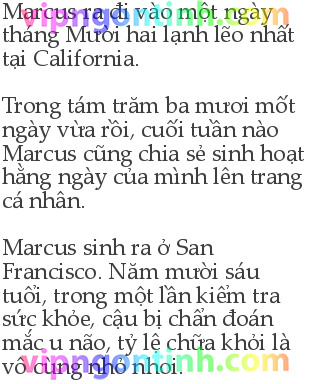 Marcus ra đi vào một ngày
tháng Mười hai lạnh lẽo nhất
tại California.
Trong tám trăm ba mươi mốt
ngày vừa rồi, cuối tuần nào
Marcus cũng chia sẻ sinh hoạt
hằng ngày của mình lên trang
cá nhân.
Marcus sinh ra ở San
Francisco. Năm mười sáu
tuổi, trong một lần kiểm tra
sức khỏe, cậu bị chẩn đoán
mắc u não, tỷ lệ chữa khỏi là
vô cùng nhỏ nhoi.
vipngontinh.com
vipngontinh.com